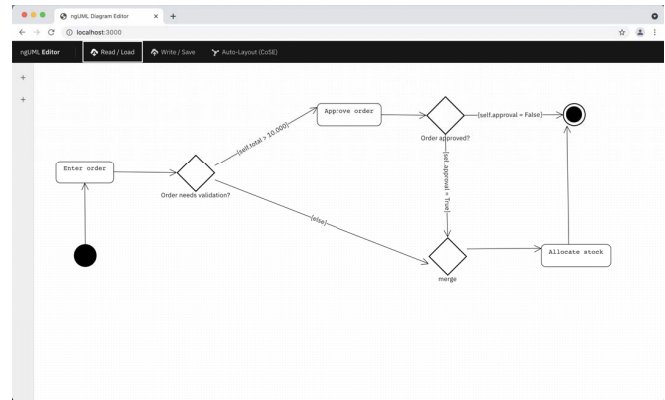 ngUML Diagram Editor
localhost:3000
ngUML Editor
Read / Load
Write / Save
Auto-Layout (CoSE)
Approve order
[self.total > 10.000]
[self.approval = False]
Order approved?
Enter order
Order needs validation?
[self.approval = True]
[else]
Allocate stock
merge